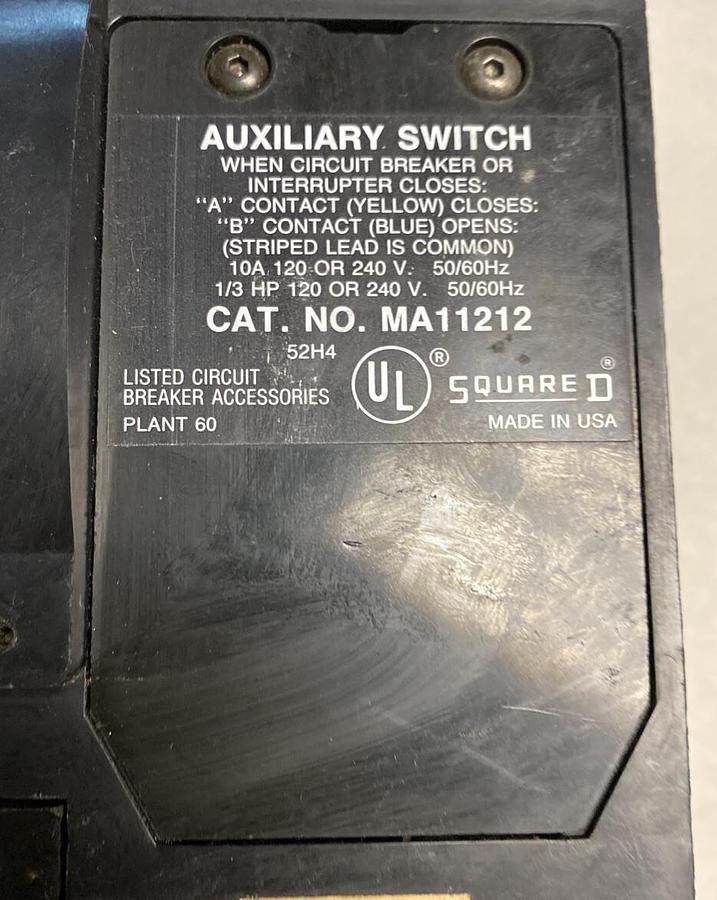 AUXILIARY SWITCH
WHEN CIRCUIT BREAKER OR
INTERRUPTER CLOSES:
"A" CONTACT (YELLOW) CLOSES:
"B" CONTACT (BLUE) OPENS:
(STRIPED LEAD IS COMMON)
10A 120 OR 240 V. 50/60Hz
1/3 HP 120 OR 240 V. 50/60Hz
CAT. NO. MA11212
52H4
LISTED CIRCUIT
BREAKER ACCESSORIES
PLANT 60
UL ®
SQUARE D ®
MADE IN USA